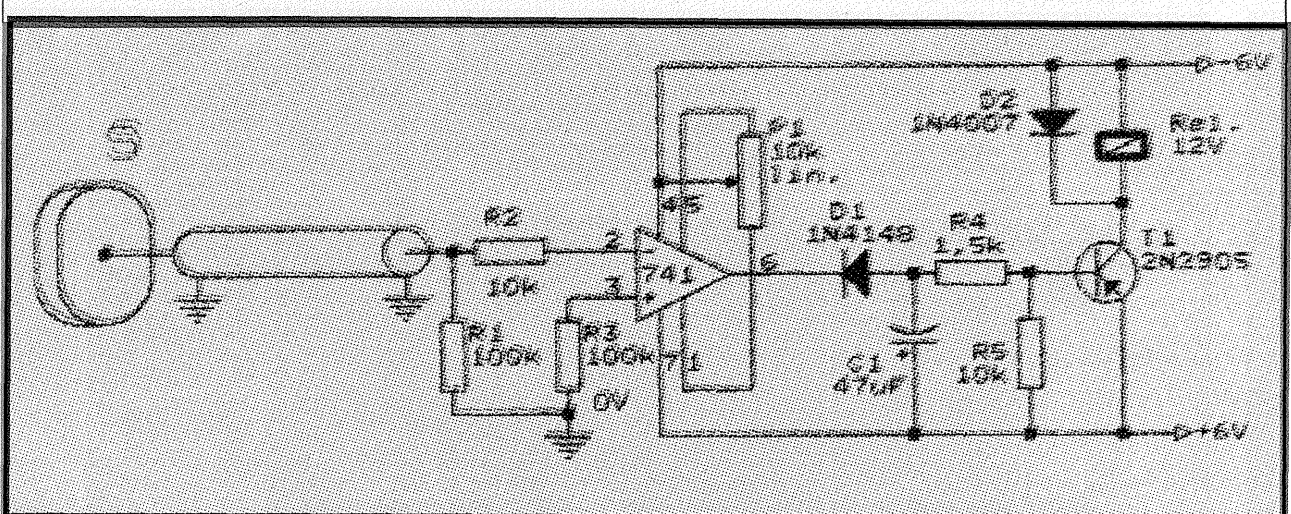 S
R2
10k
R1
100k
R3
100k
0V
2
3
741
6
4
5
7
1
P1
10k
lin.
D1
1N4148
C1
47uF
R4
1,5k
R5
10k
D2
1N4007
Rel.
12V
T1
2N2905
-6V
+6V